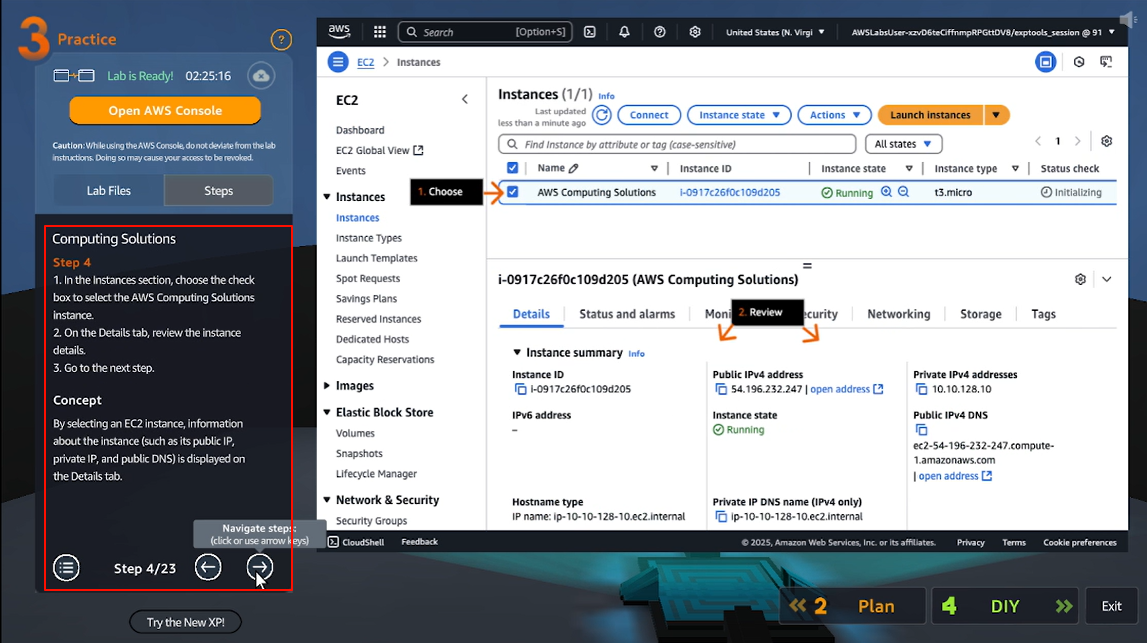 3 Practice
?
Lab is Ready! 02:25:16
Open AWS Console
Caution: While using the AWS Console, do not deviate from the lab
instructions. Doing so may cause your access to be revoked.
Lab Files Steps
Computing Solutions
Step 4
1. In the Instances section, choose the check
box to select the AWS Computing Solutions
instance.
2. On the Details tab, review the instance
details.
3. Go to the next step.
Concept
By selecting an EC2 instance, information
about the instance (such as its public IP,
private IP, and public DNS) is displayed on
the Details tab.
Navigate steps:
(click or use arrow keys)
Step 4/23
Try the New XP!
aws Search [Option+S] United States (N. Virgi AWSLabsUser-xzvD6teCiffnmpRPGttDV8/exptools_session @ 91
EC2 > Instances
EC2
Dashboard
EC2 Global View
Events
Instances
Instances
Instance Types
Launch Templates
Spot Requests
Savings Plans
Reserved Instances
Dedicated Hosts
Capacity Reservations
Images
Elastic Block Store
Volumes
Snapshots
Lifecycle Manager
Network & Security
Security Groups
Instances (1/1) Info
Last updated
less than a minute ago
Connect Instance state Actions Launch instances
Find Instance by attribute or tag (case-sensitive) All states 1
Name Instance ID Instance state Instance type Status check
1. Choose
AWS Computing Solutions i-0917c26f0c109d205 Running t3.micro Initializing
i-0917c26f0c109d205 (AWS Computing Solutions)
Details Status and alarms Moni 2. Review ecurity Networking Storage Tags
Instance summary Info
Instance ID
i-0917c26f0c109d205
IPv6 address
–
Hostname type
IP name: ip-10-10-128-10.ec2.internal
Public IPv4 address
54.196.232.247 | open address
Instance state
Running
Private IP DNS name (IPv4 only)
ip-10-10-128-10.ec2.internal
Private IPv4 addresses
10.10.128.10
Public IPv4 DNS
ec2-54-196-232-247.compute-
1.amazonaws.com
| open address
CloudShell Feedback © 2025, Amazon Web Services, Inc. or its affiliates. Privacy Terms Cookie preferences
2 Plan 4 DIY Exit